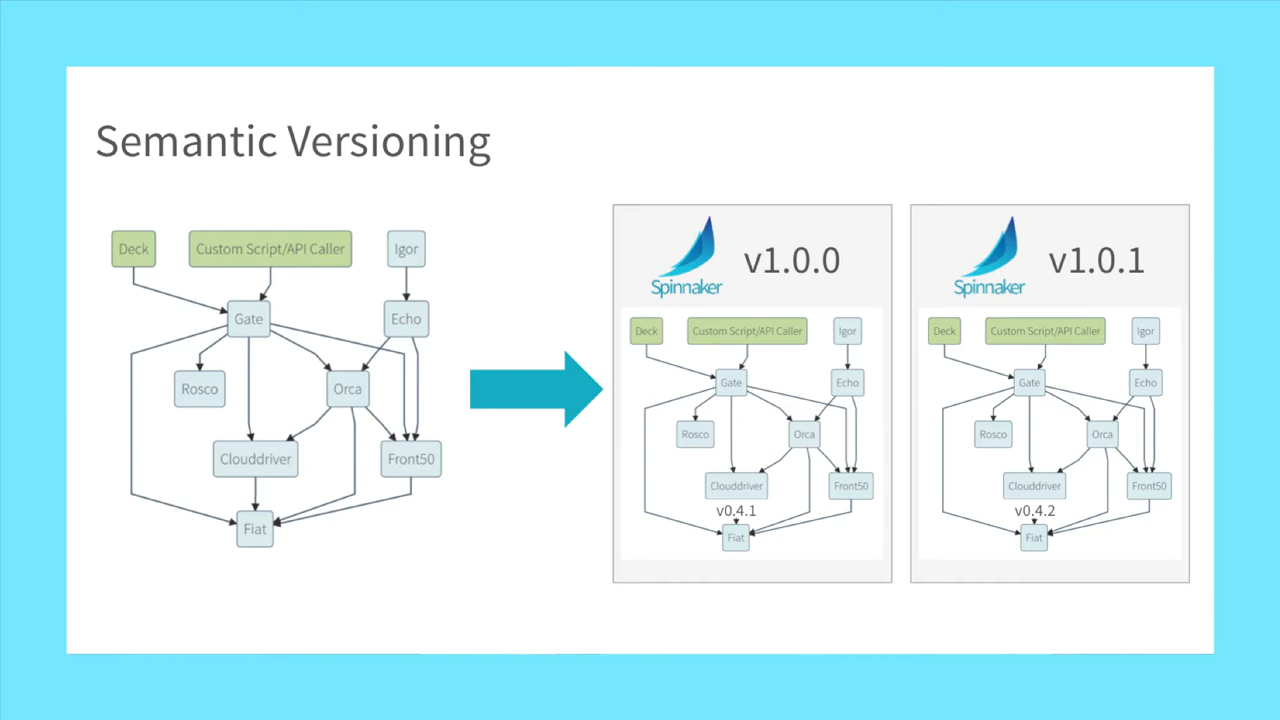 Semantic Versioning
Deck
Custom Script/API Caller
Igor
Gate
Echo
Rosco
Orca
Clouddriver
Front50
Fiat
Spinnaker
v1.0.0
Deck
Custom Script/API Caller
Igor
Gate
Echo
Rosco
Orca
Clouddriver
Front50
v0.4.1
Fiat
Spinnaker
v1.0.1
Deck
Custom Script/API Caller
Igor
Gate
Echo
Rosco
Orca
Clouddriver
Front50
v0.4.2
Fiat